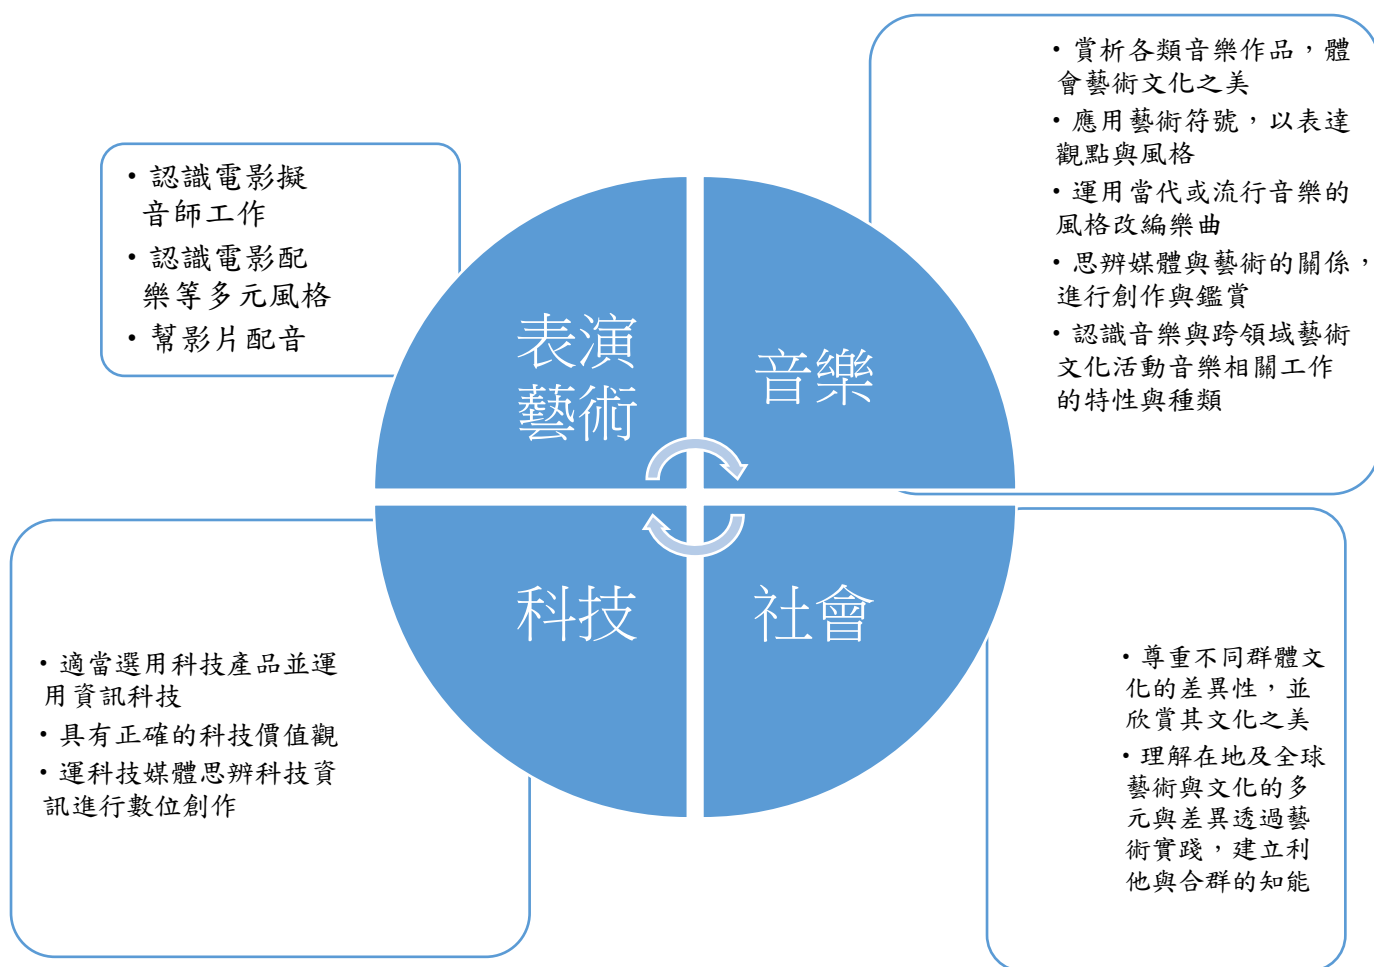 • 認識電影擬
音師工作
• 認識電影配
樂等多元風格
• 幫影片配音
• 賞析各類音樂作品，體
會藝術文化之美
• 應用藝術符號，以表達
觀點與風格
• 運用當代或流行音樂的
風格改編樂曲
• 思辨媒體與藝術的關係，
進行創作與鑑賞
• 認識音樂與跨領域藝術
文化活動音樂相關工作
的特性與種類
表演
藝術
音樂
科技
社會
• 適當選用科技產品並運
用資訊科技
• 具有正確的科技價值觀
• 運科技媒體思辨科技資
訊進行數位創作
• 尊重不同群體文
化的差異性，並
欣賞其文化之美
• 理解在地及全球
藝術與文化的多
元與差異透過藝
術實踐，建立利
他與合群的知能